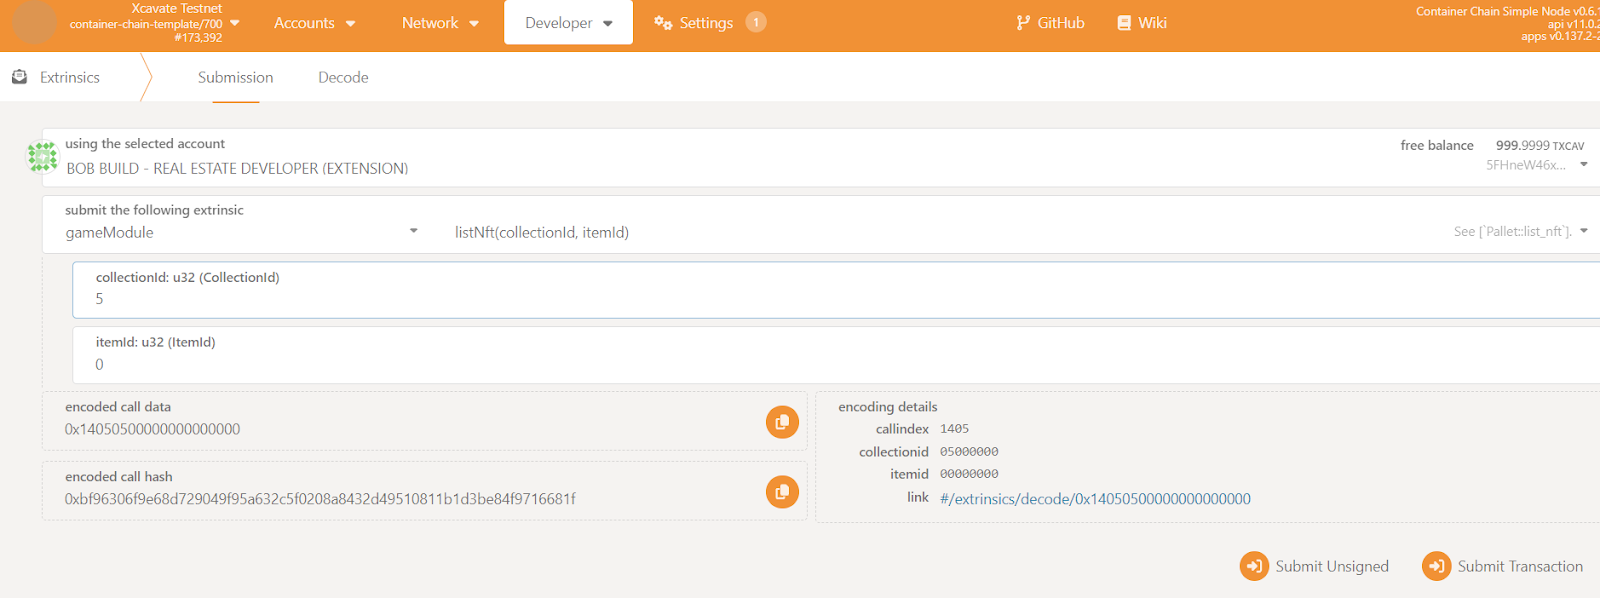 Xcavate Testnet
container-chain-template/700
#173,392
Accounts
Network
Developer
Settings 1
GitHub
Wiki
Container Chain Simple Node v0.6.1
api v11.0.2
apps v0.137.2-2
Extrinsics
Submission
Decode
using the selected account
BOB BUILD - REAL ESTATE DEVELOPER (EXTENSION)
free balance 999.9999 TXCAV
5FHneW46x...
submit the following extrinsic
gameModule
listNft(collectionId, itemId)
See [`Pallet::list_nft`].
collectionId: u32 (CollectionId)
5
itemId: u32 (ItemId)
0
encoded call data
0x14050500000000000000
encoded call hash
0xbf96306f9e68d729049f95a632c5f0208a8432d49510811b1d3be84f9716681f
encoding details
callindex 1405
collectionid 05000000
itemid 00000000
link #/extrinsics/decode/0x14050500000000000000
Submit Unsigned
Submit Transaction